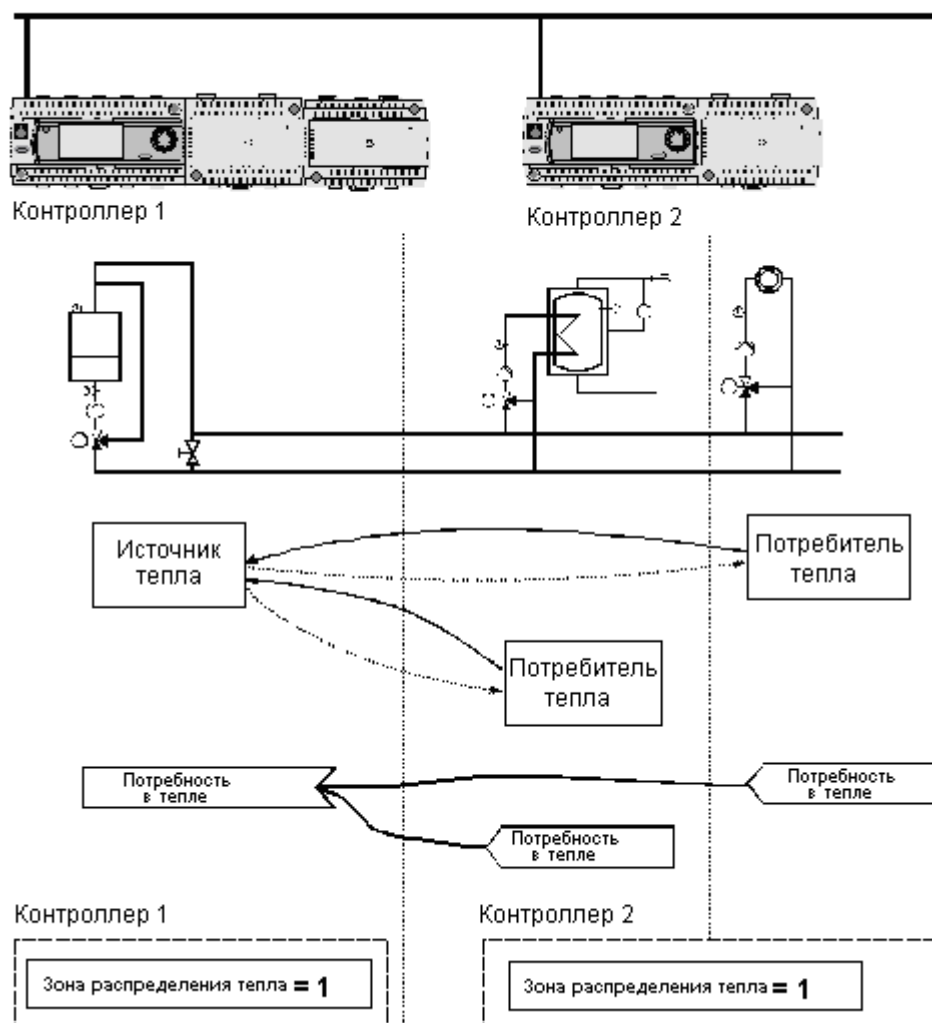 Контроллер 1
Контроллер 2
Источник
тепла
Потребитель
тепла
Потребитель
тепла
Потребность
в тепле
Потребность
в тепле
Потребность
в тепле
Контроллер 1
Контроллер 2
Зона распределения тепла = 1
Зона распределения тепла = 1